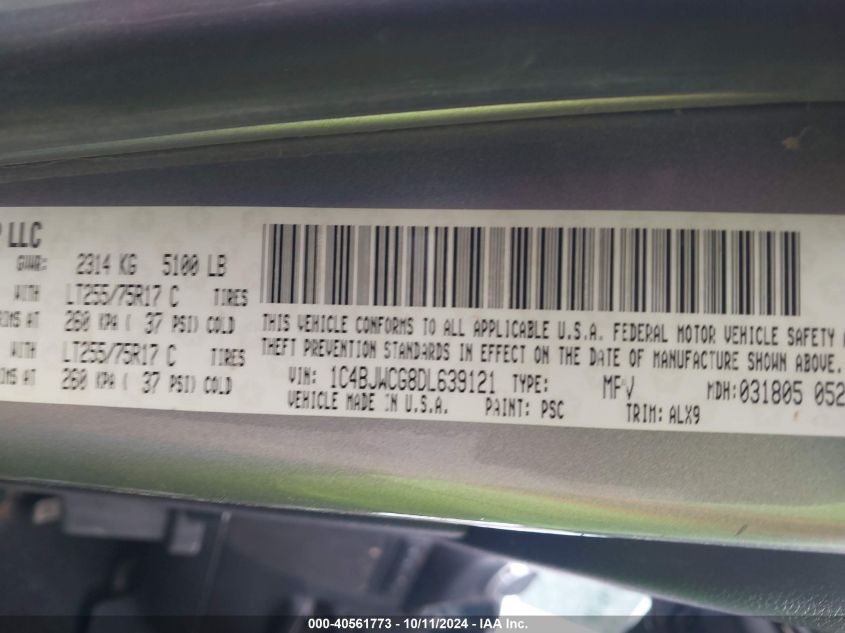 P LLC
GVWR: 2314 KG 5100 LB
WITH LT255/75R17 C TIRES
RIMS AT 260 KPA ( 37 PSI) COLD
WITH LT255/75R17 C TIRES
RIMS AT 260 KPA ( 37 PSI) COLD
THIS VEHICLE CONFORMS TO ALL APPLICABLE U.S.A. FEDERAL MOTOR VEHICLE SAFETY
THEFT PREVENTION STANDARDS IN EFFECT ON THE DATE OF MANUFACTURE SHOWN ABOVE.
VIN: 1C4BJWCG8DL639121 TYPE: MPV MDH:031805 052
VEHICLE MADE IN U.S.A. PAINT: PSC TRIM: ALX9
000-40561773 - 10/11/2024 - IAA Inc.